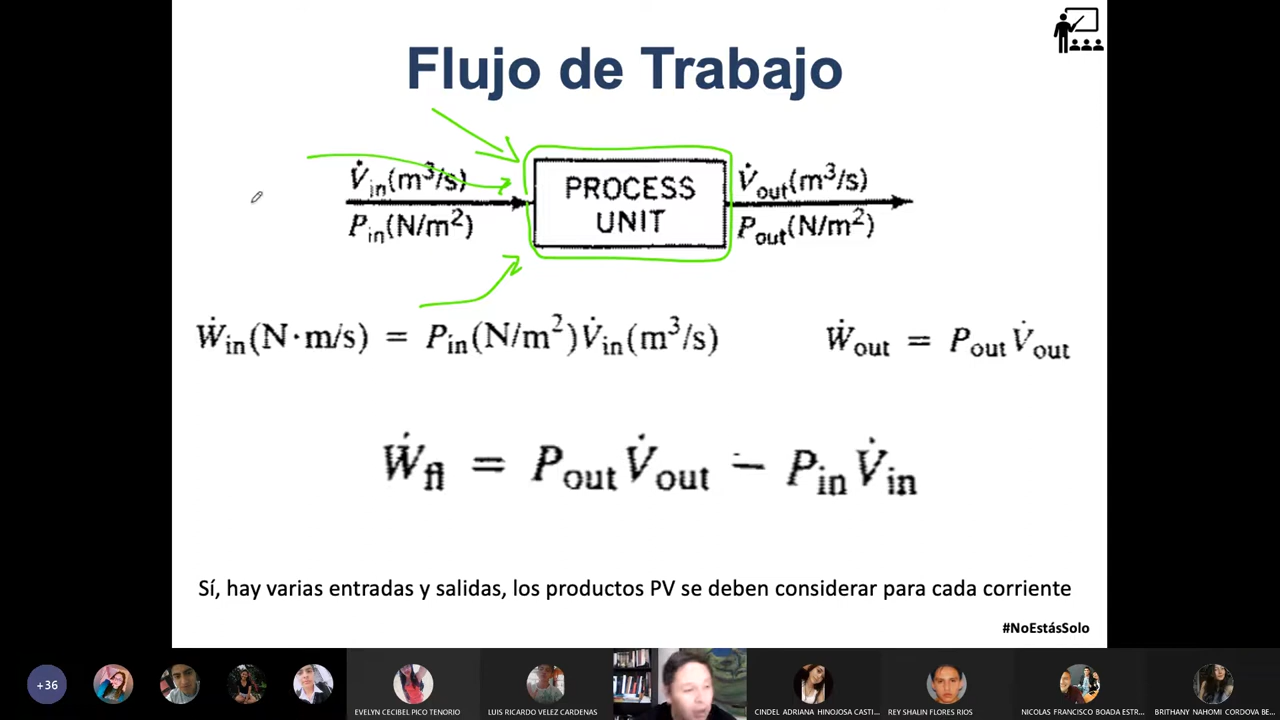 Flujo de Trabajo
V̇in(m³/s)
Pin(N/m²)
PROCESS
UNIT
V̇out(m³/s)
Pout(N/m²)
Ẇin(N·m/s) = Pin(N/m²)V̇in(m³/s)
Ẇout = PoutV̇out
Ẇfl = PoutV̇out − PinV̇in
Sí, hay varias entradas y salidas, los productos PV se deben considerar para cada corriente
#NoEstásSolo
+36
EVELYN CECIBEL PICO TENORIO
LUIS RICARDO VELEZ CARDENAS
CINDEL ADRIANA HINOJOSA CASTI...
REY SHALIN FLORES RIOS
NICOLAS FRANCISCO BOADA ESTR...
BRITHANY NAHOMI CORDOVA BE...